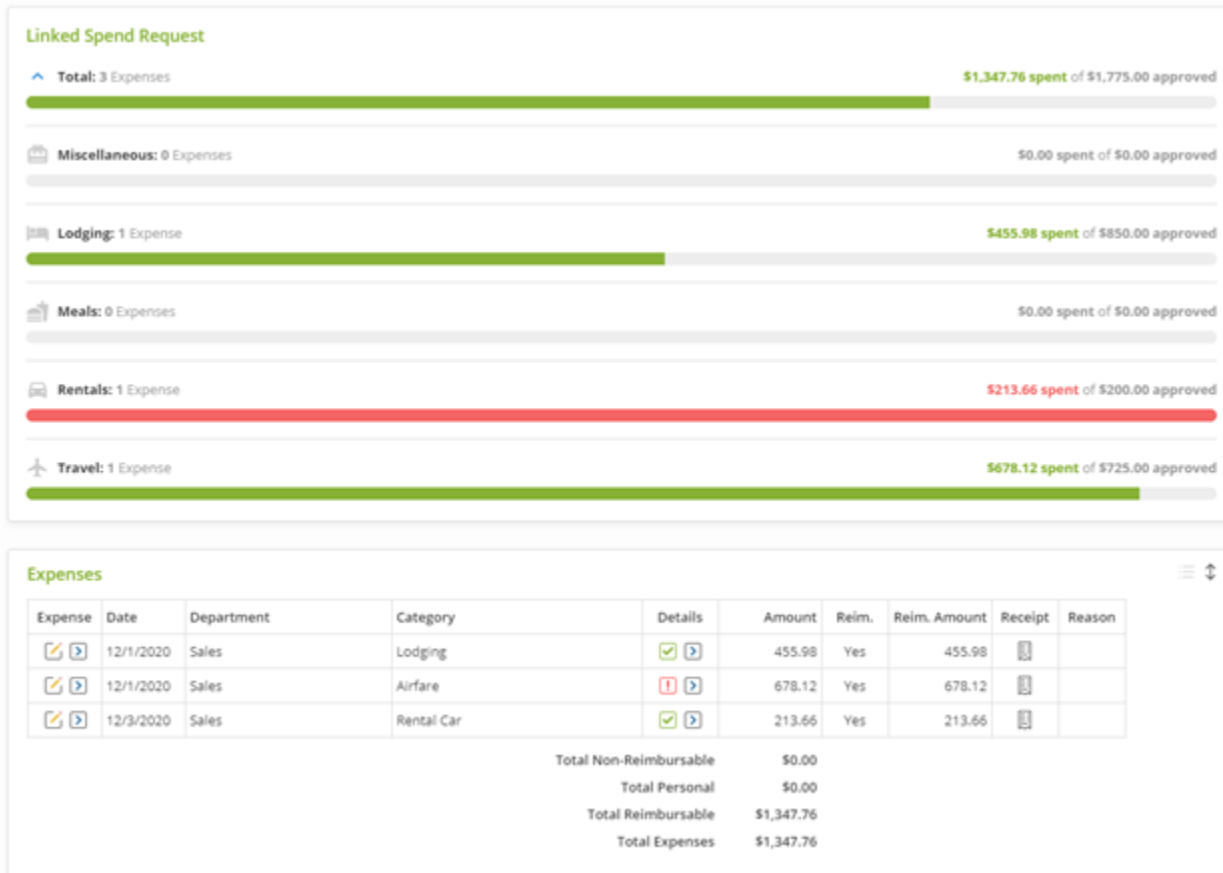 Linked Spend Request
Total: 3 Expenses $1,347.76 spent of $1,775.00 approved
Miscellaneous: 0 Expenses $0.00 spent of $0.00 approved
Lodging: 1 Expense $455.98 spent of $850.00 approved
Meals: 0 Expenses $0.00 spent of $0.00 approved
Rentals: 1 Expense $213.66 spent of $200.00 approved
Travel: 1 Expense $678.12 spent of $725.00 approved
Expenses
Expense Date Department Category Details Amount Reim. Reim. Amount Receipt Reason
12/1/2020 Sales Lodging 455.98 Yes 455.98
12/1/2020 Sales Airfare 678.12 Yes 678.12
12/3/2020 Sales Rental Car 213.66 Yes 213.66
Total Non-Reimbursable $0.00
Total Personal $0.00
Total Reimbursable $1,347.76
Total Expenses $1,347.76